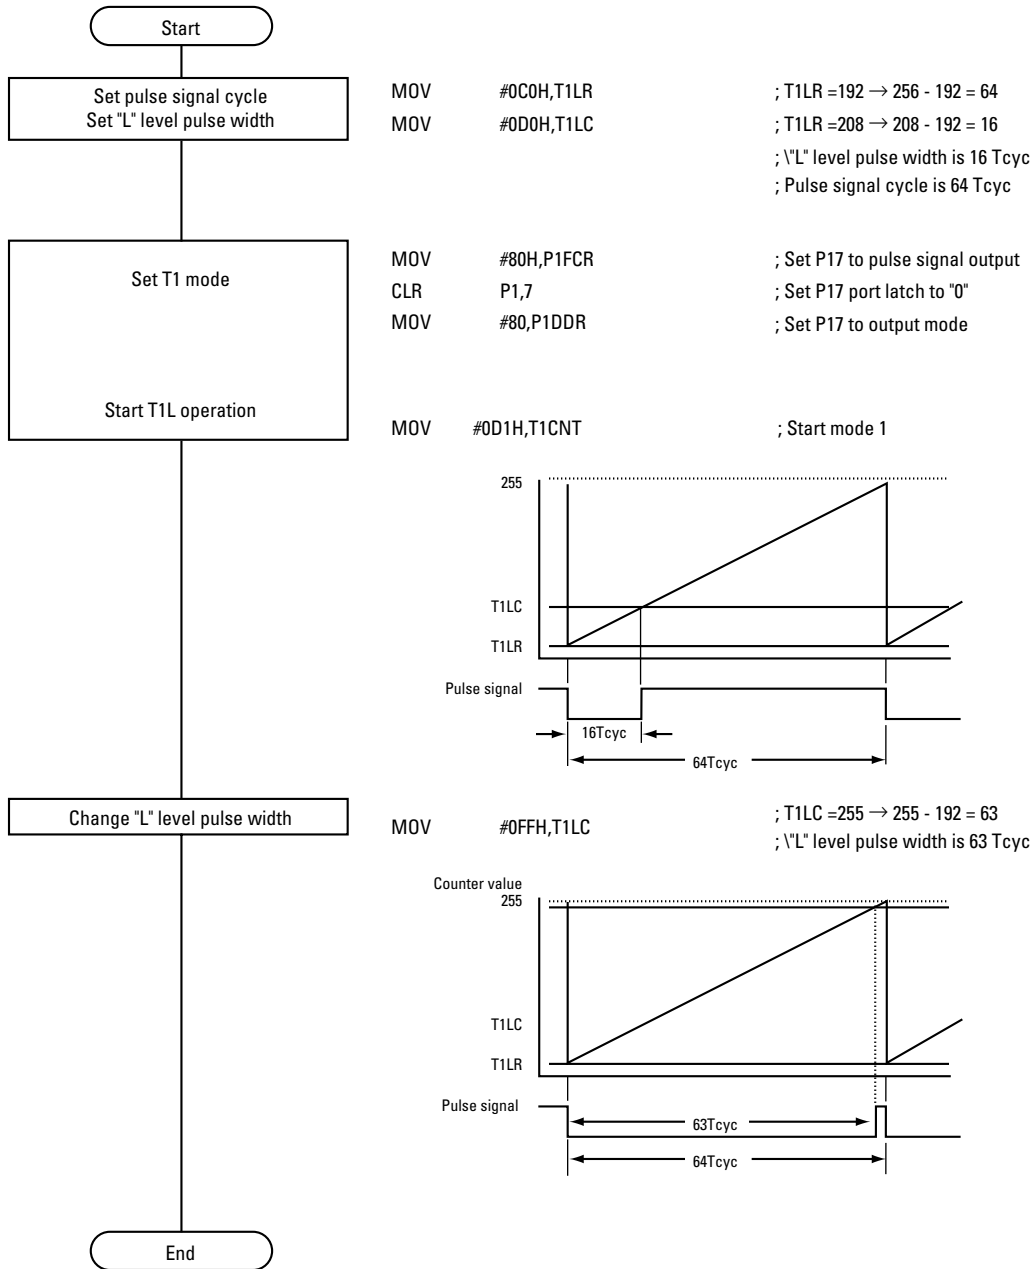 Start
Set pulse signal cycle
Set "L" level pulse width
MOV #0C0H,T1LR ; T1LR =192 → 256 - 192 = 64
MOV #0D0H,T1LC ; T1LR =208 → 208 - 192 = 16
; \"L" level pulse width is 16 Tcyc
; Pulse signal cycle is 64 Tcyc
Set T1 mode
MOV #80H,P1FCR ; Set P17 to pulse signal output
CLR P1,7 ; Set P17 port latch to "0"
MOV #80,P1DDR ; Set P17 to output mode
Start T1L operation
MOV #0D1H,T1CNT ; Start mode 1
255
T1LC
T1LR
Pulse signal
16Tcyc
64Tcyc
Change "L" level pulse width
MOV #0FFH,T1LC ; T1LC =255 → 255 - 192 = 63
; \"L" level pulse width is 63 Tcyc
Counter value
255
T1LC
T1LR
Pulse signal
63Tcyc
64Tcyc
End